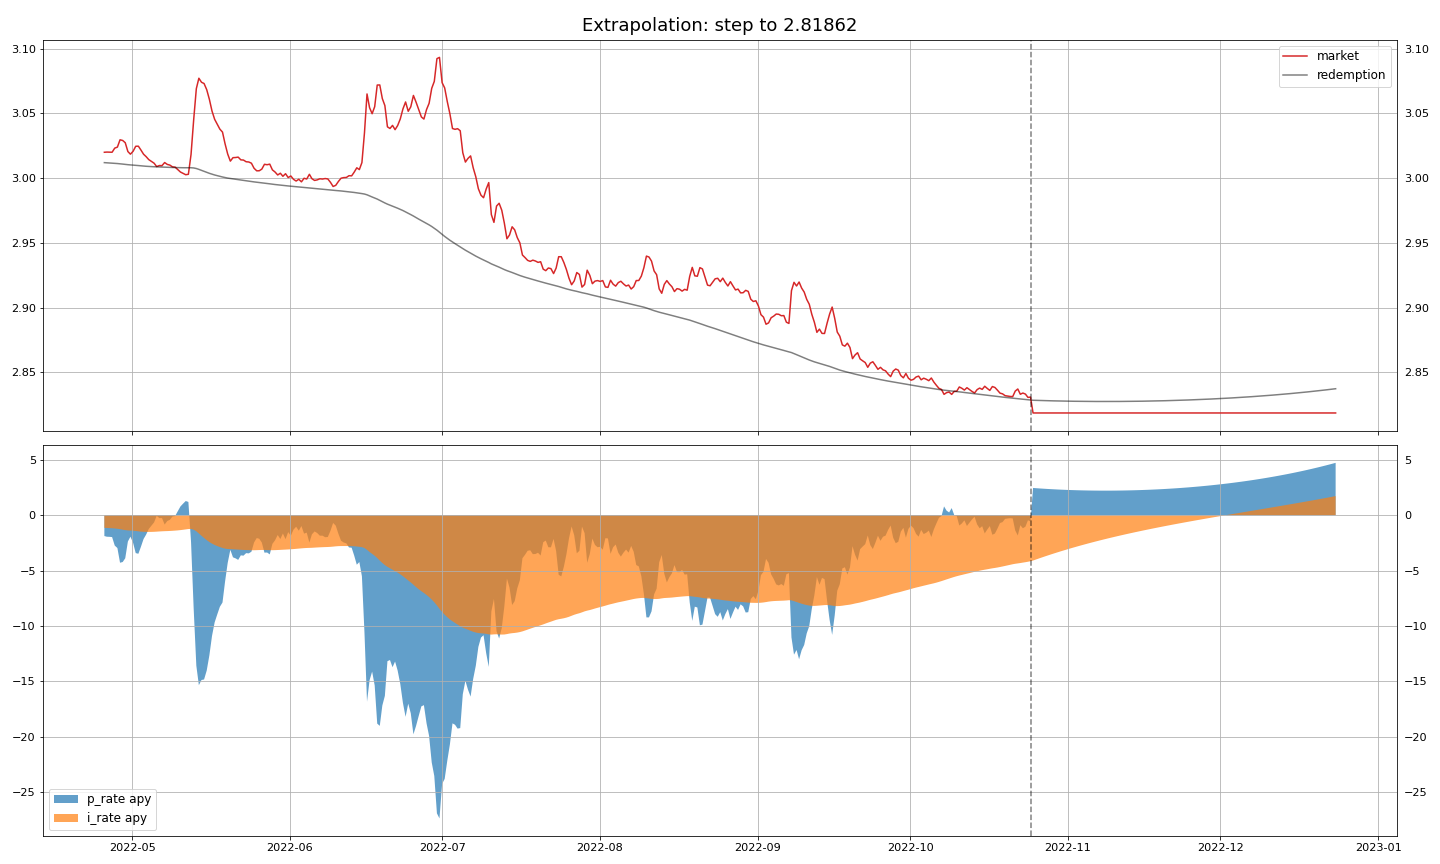 Extrapolation: step to 2.81862
3.10 3.10
market
redemption
3.05 3.05
3.00 3.00
2.95 2.95
2.90 2.90
2.85 2.85
5 5
0 0
−5 −5
−10 −10
−15 −15
−20 −20
−25 −25
p_rate apy
i_rate apy
2022-05 2022-06 2022-07 2022-08 2022-09 2022-10 2022-11 2022-12 2023-01